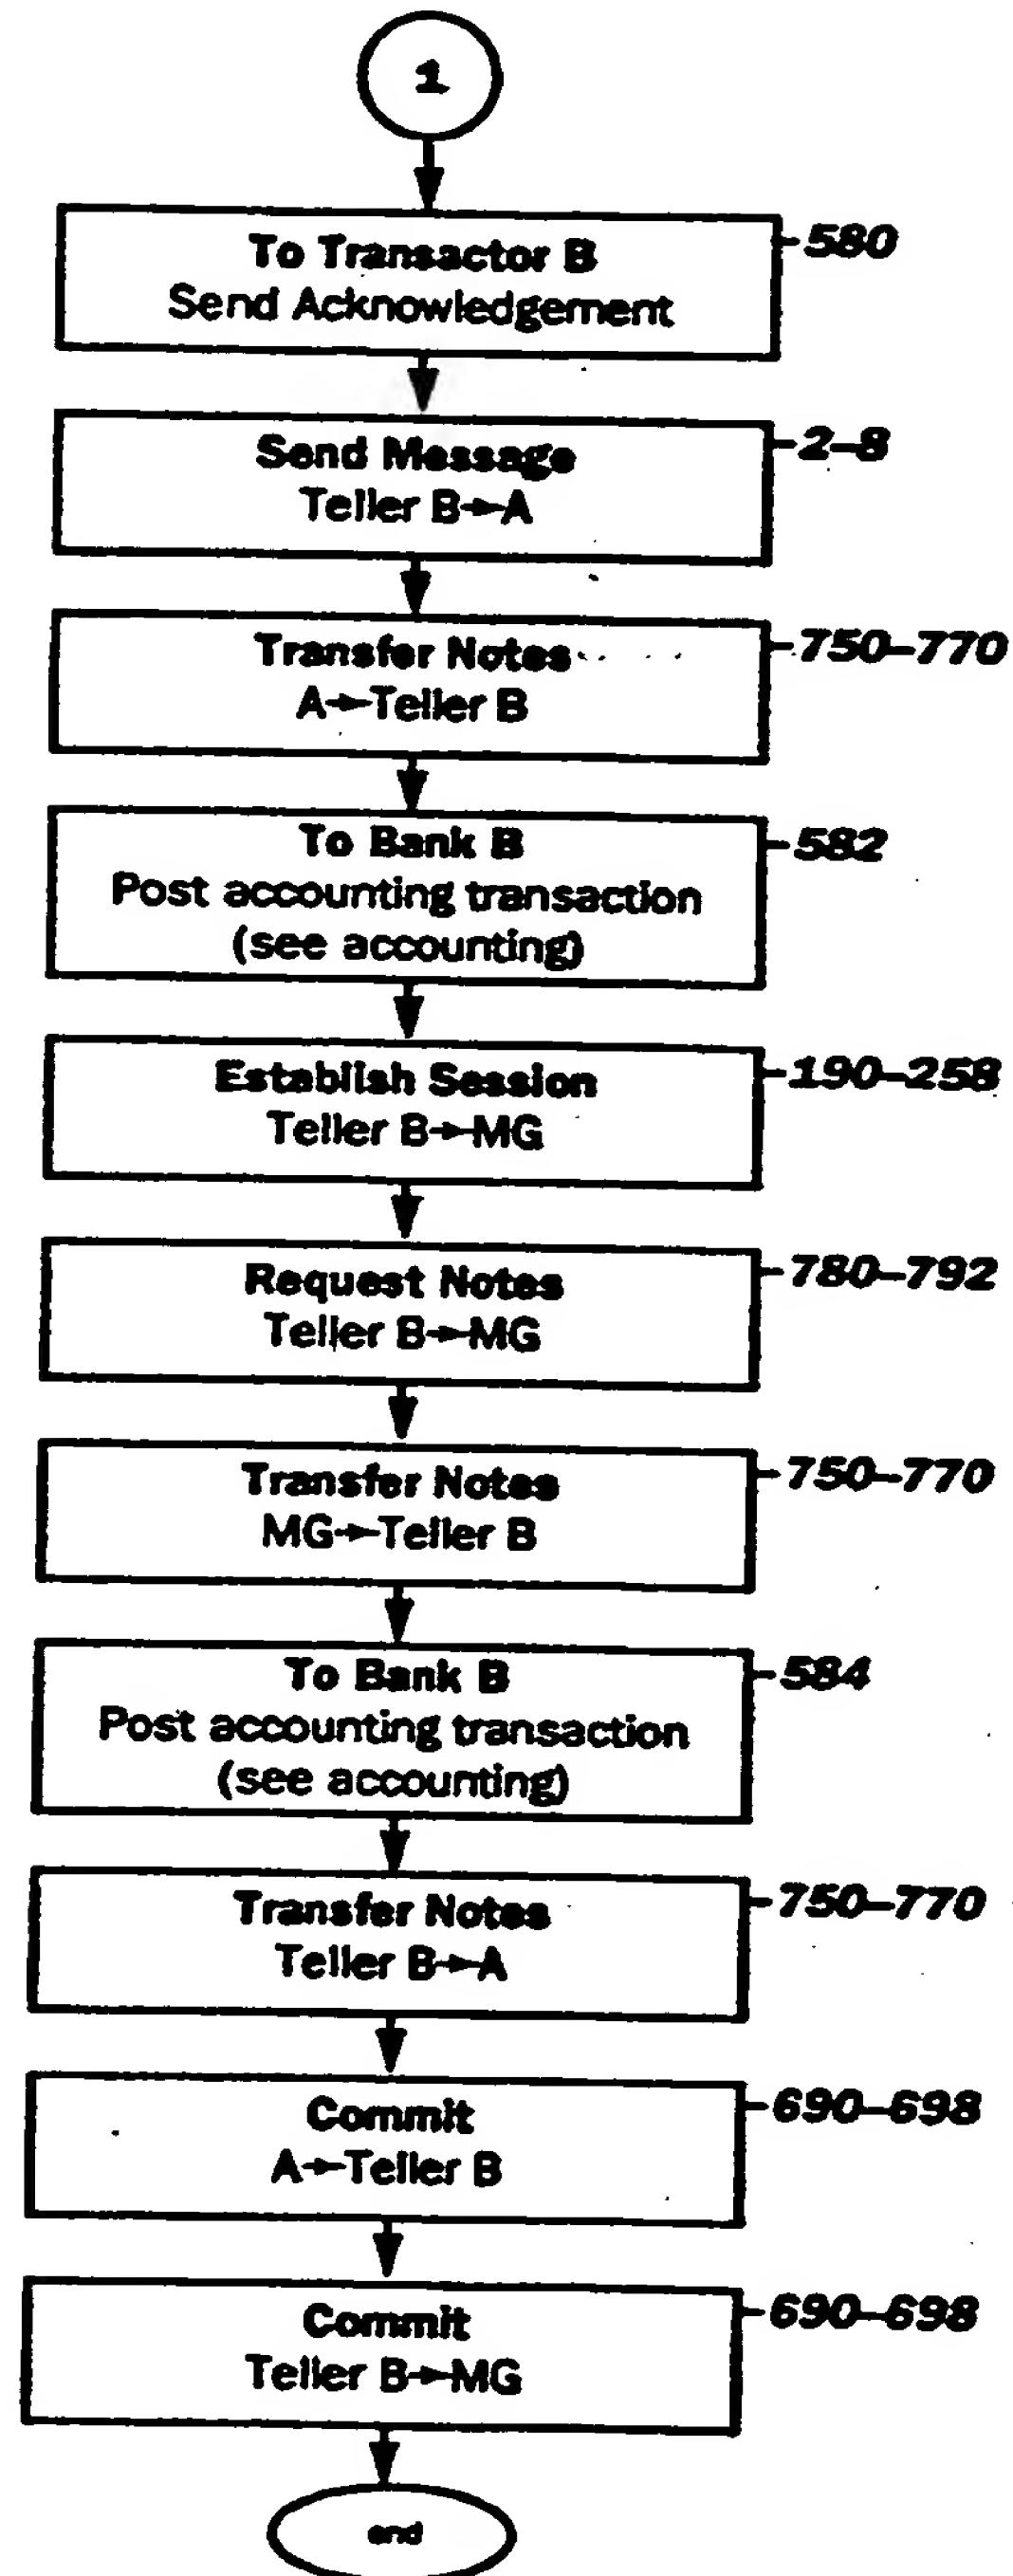 1
To Transactor B
Send Acknowledgement
580
Send Message
Teller B→A
2–8
Transfer Notes
A→Teller B
750–770
To Bank B
Post accounting transaction
(see accounting)
582
Establish Session
Teller B→MG
190–258
Request Notes
Teller B→MG
780–792
Transfer Notes
MG→Teller B
750–770
To Bank B
Post accounting transaction
(see accounting)
584
Transfer Notes
Teller B→A
750–770
Commit
A→Teller B
690–698
Commit
Teller B→MG
690–698
end